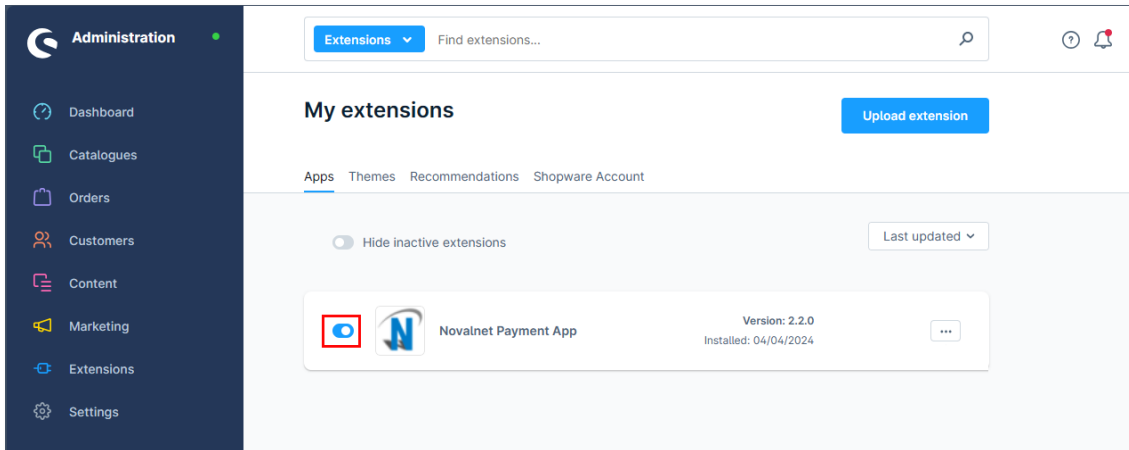 Administration
Dashboard
Catalogues
Orders
Customers
Content
Marketing
Extensions
Settings
Extensions
Find extensions...
My extensions
Upload extension
Apps Themes Recommendations Shopware Account
Hide inactive extensions
Last updated
N
Novalnet Payment App
Version: 2.2.0
Installed: 04/04/2024